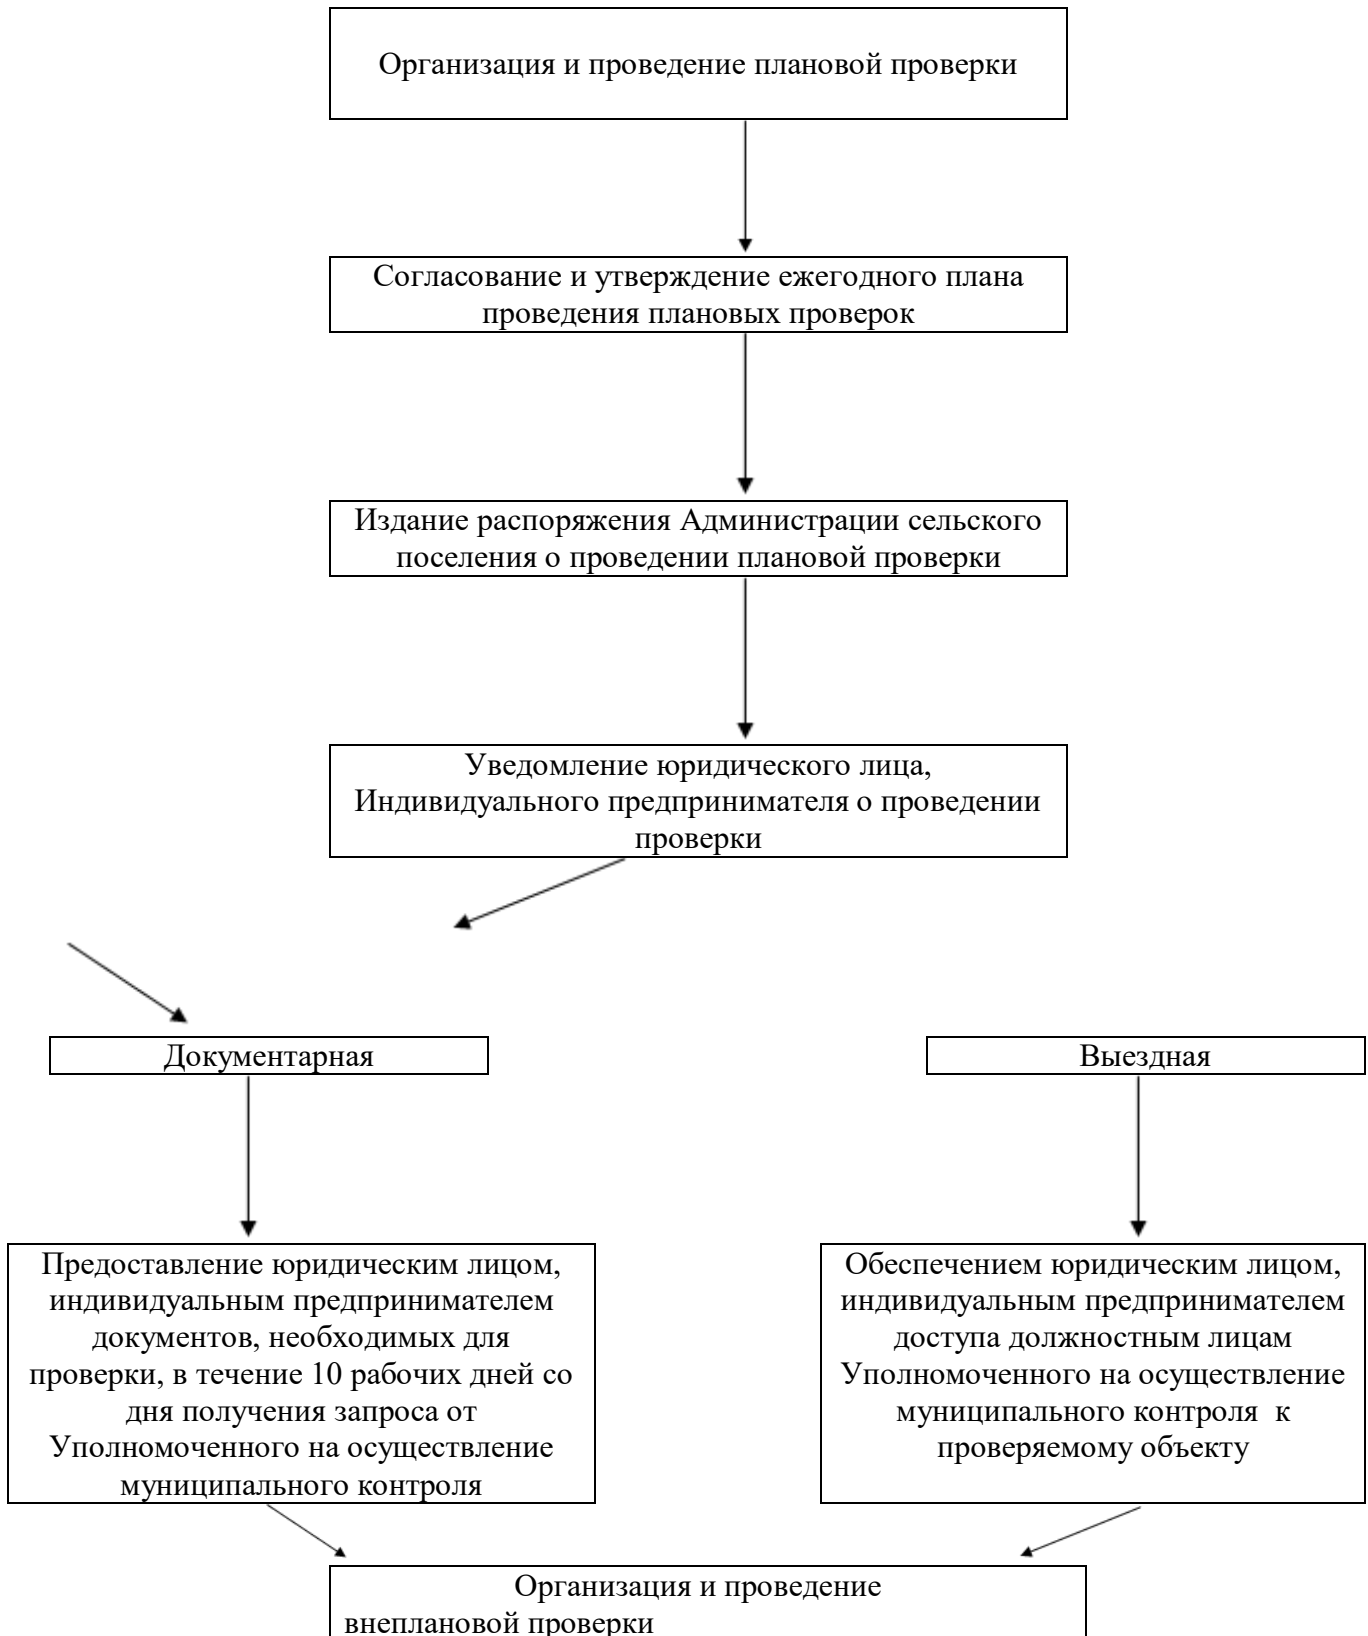 Организация и проведение плановой проверки
Согласование и утверждение ежегодного плана
проведения плановых проверок
Издание распоряжения Администрации сельского
поселения о проведении плановой проверки
Уведомление юридического лица,
Индивидуального предпринимателя о проведении
проверки
Документарная
Выездная
Предоставление юридическим лицом,
индивидуальным предпринимателем
документов, необходимых для
проверки, в течение 10 рабочих дней со
дня получения запроса от
Уполномоченного на осуществление
муниципального контроля
Обеспечением юридическим лицом,
индивидуальным предпринимателем
доступа должностным лицам
Уполномоченного на осуществление
муниципального контроля  к
проверяемому объекту
Организация и проведение
внеплановой проверки